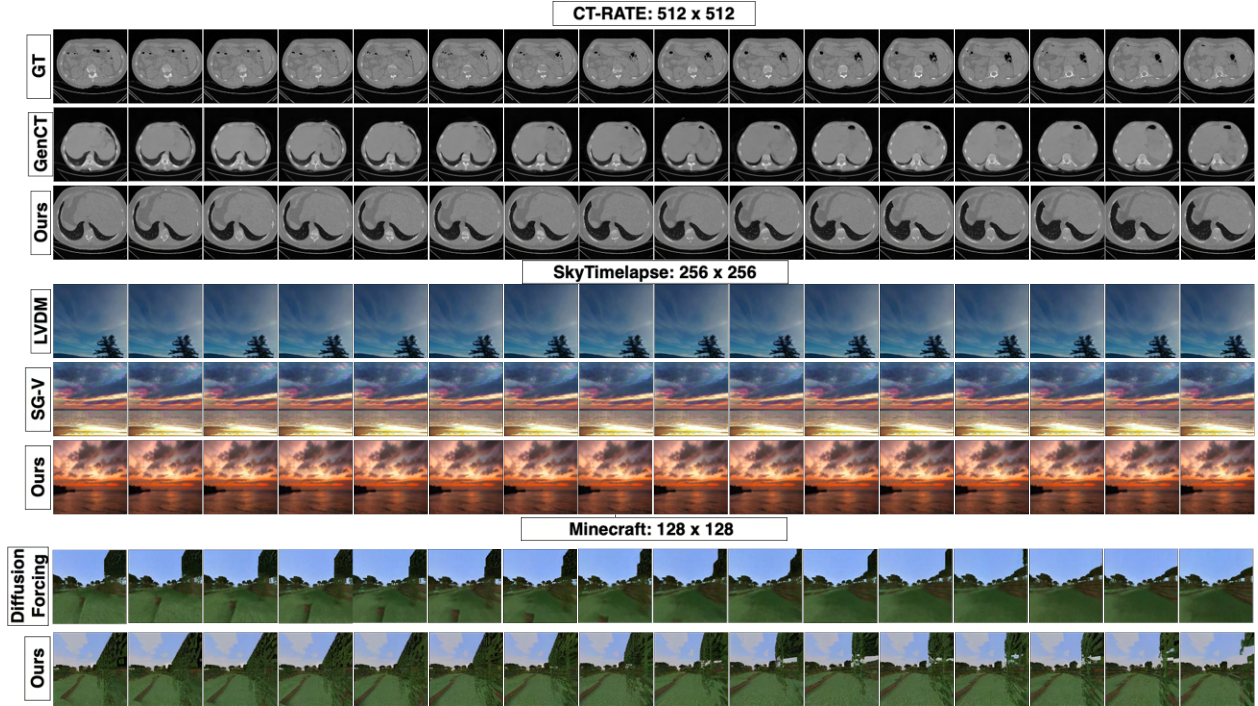 CT-RATE: 512 x 512
GT
GenCT
Ours
SkyTimelapse: 256 x 256
LVDM
SG-V
Ours
Minecraft: 128 x 128
Diffusion
Forcing
Ours